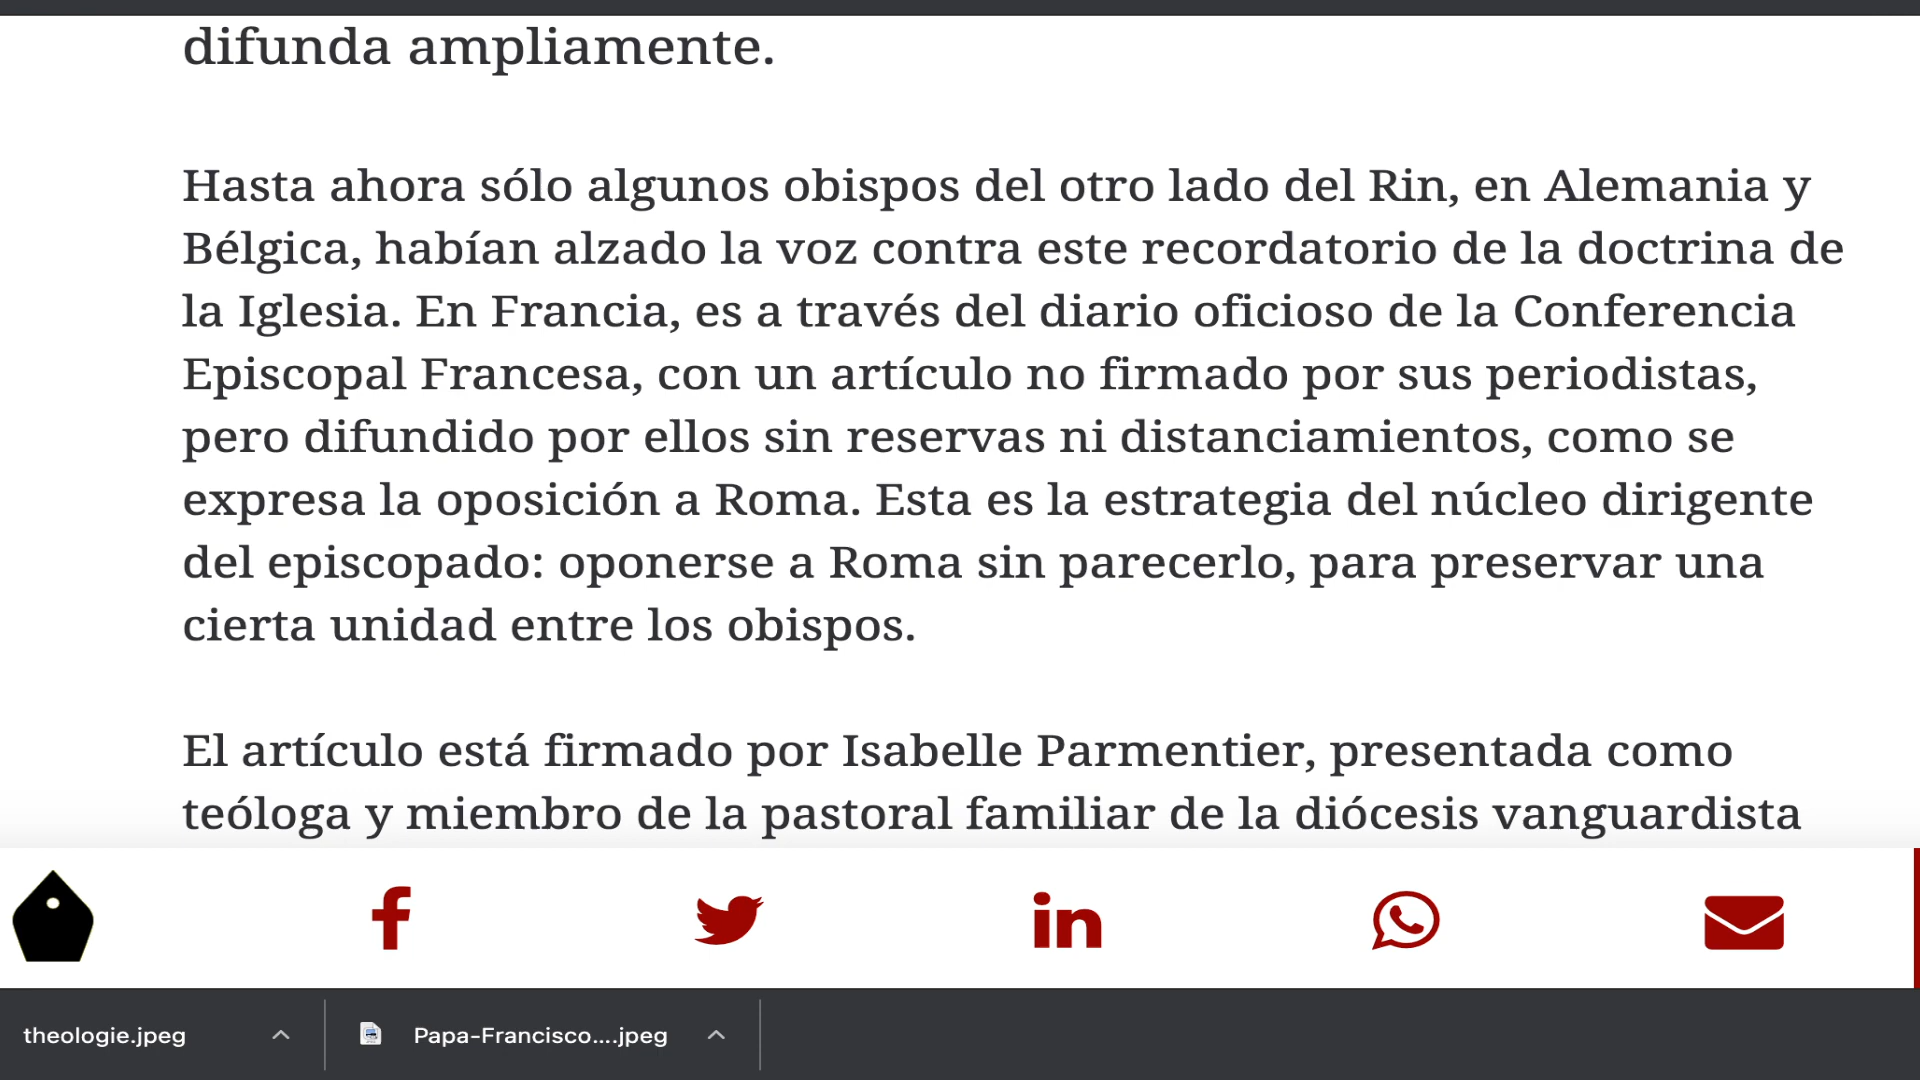 difunda ampliamente.
Hasta ahora sólo algunos obispos del otro lado del Rin, en Alemania y
Bélgica, habían alzado la voz contra este recordatorio de la doctrina de
la Iglesia. En Francia, es a través del diario oficioso de la Conferencia
Episcopal Francesa, con un artículo no firmado por sus periodistas,
pero difundido por ellos sin reservas ni distanciamientos, como se
expresa la oposición a Roma. Esta es la estrategia del núcleo dirigente
del episcopado: oponerse a Roma sin parecerlo, para preservar una
cierta unidad entre los obispos.
El artículo está firmado por Isabelle Parmentier, presentada como
teóloga y miembro de la pastoral familiar de la diócesis vanguardista
theologie.jpeg
Papa-Francisco....jpeg